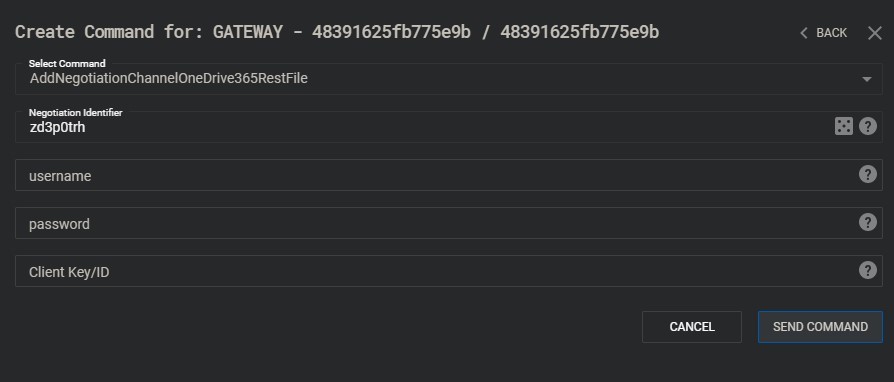 Create Command for: GATEWAY - 48391625fb775e9b / 48391625fb775e9b
BACK
Select Command
AddNegotiationChannelOneDrive365RestFile
Negotiation Identifier
zd3p0trh
?
username
?
password
?
Client Key/ID
?
CANCEL
SEND COMMAND